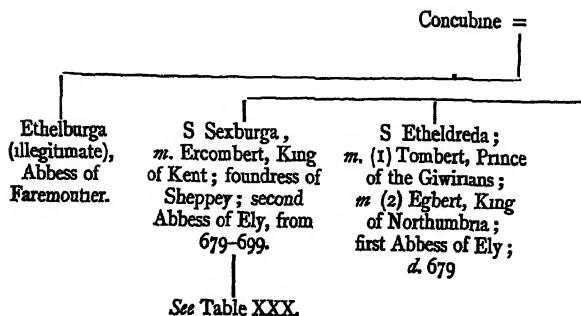 Concubine =
Ethelburga
(illegitimate),
Abbess of
Faremoutier.
S Sexburga,
m. Ercombert, King
of Kent; foundress of
Sheppey; second
Abbess of Ely, from
679–699.
See Table XXX.
S Etheldreda;
m. (1) Tombert, Prince
of the Giwirians;
m (2) Egbert, King
of Northumbria;
first Abbess of Ely;
d. 679